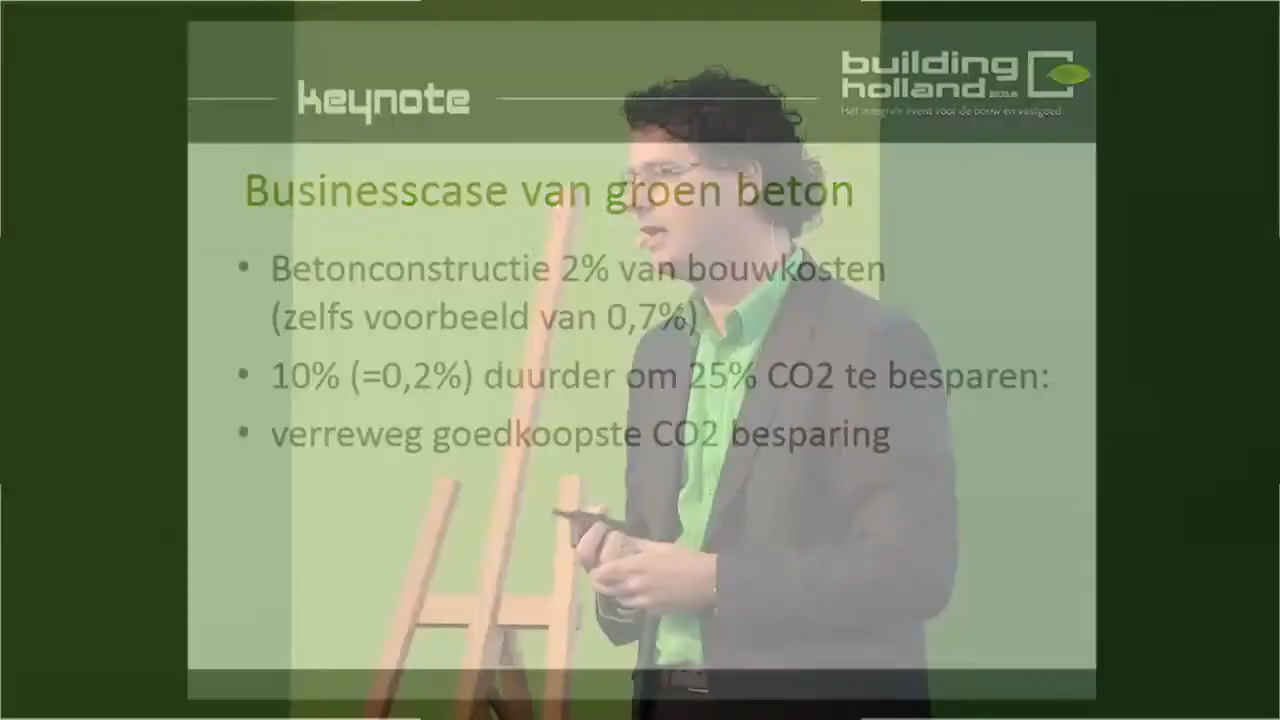 keynote
building
holland
Het integrale event voor de bouw en vastgoed
Businesscase van groen beton
• Betonconstructie 2% van bouwkosten
(zelfs voorbeeld van 0,7%)
• 10% (=0,2%) duurder om 25% CO2 te besparen:
• verreweg goedkoopste CO2 besparing